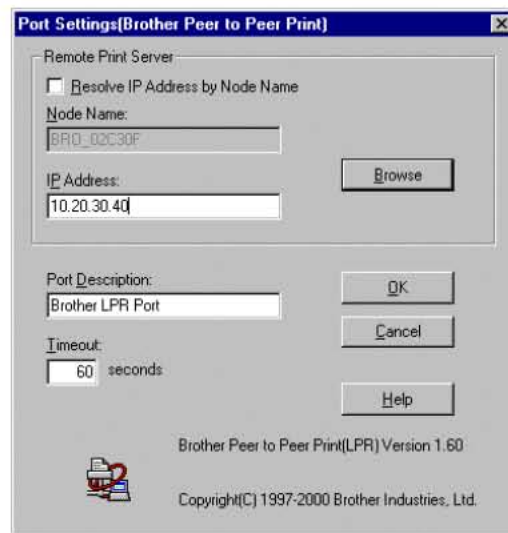 Port Settings(Brother Peer to Peer Print)
Remote Print Server
Resolve IP Address by Node Name
Node Name:
BRO_02C30F
IP Address:
10.20.30.40
Browse
Port Description:
Brother LPR Port
OK
Cancel
Timeout:
60 seconds
Help
Brother Peer to Peer Print(LPR) Version 1.60
Copyright(C) 1997-2000 Brother Industries, Ltd.